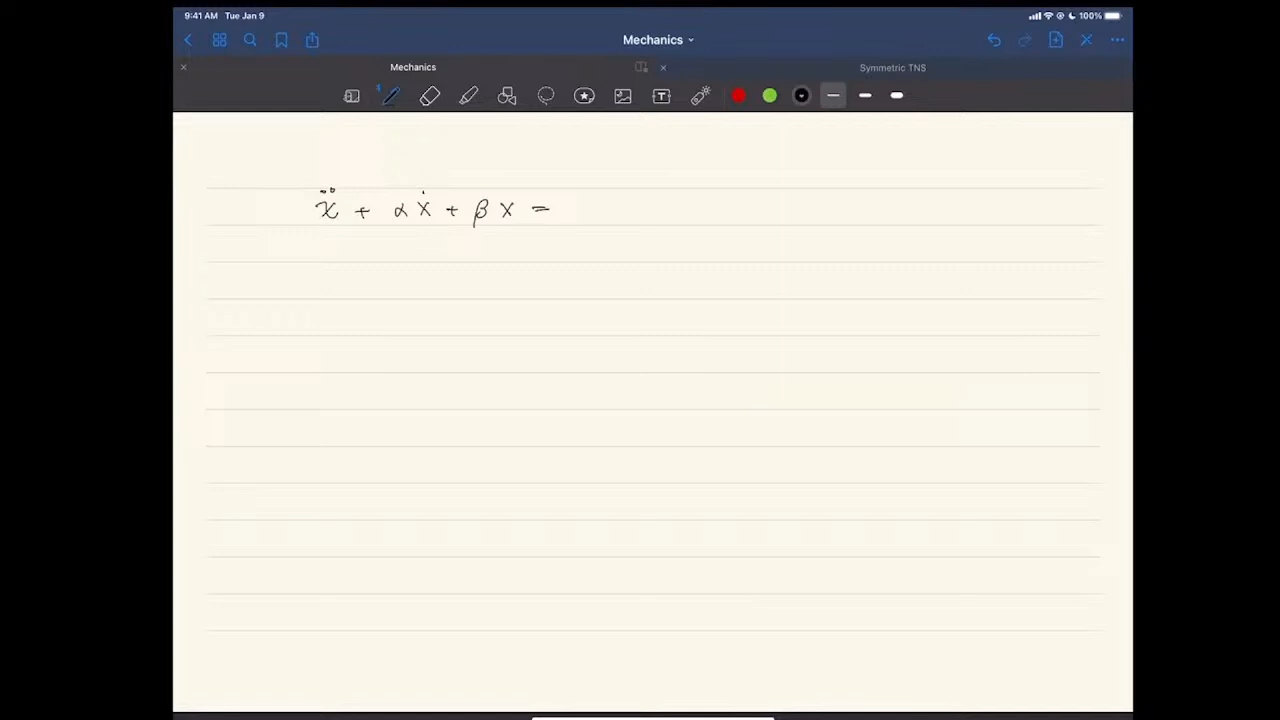 9:41 AM Tue Jan 9
100%
Mechanics
Mechanics
Symmetric TNS
ẍ + αẋ + βx =